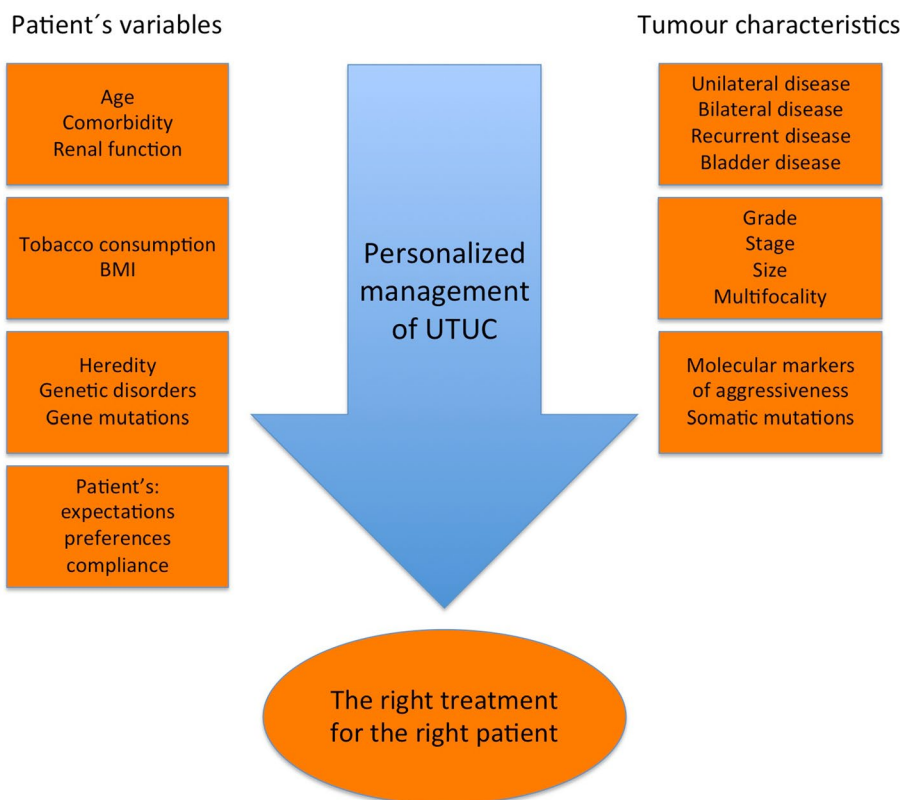 Patient´s variables
Age
Comorbidity
Renal function
Tobacco consumption
BMI
Heredity
Genetic disorders
Gene mutations
Patient's:
expectations
preferences
compliance
Personalized
management
of UTUC
Tumour characteristics
Unilateral disease
Bilateral disease
Recurrent disease
Bladder disease
Grade
Stage
Size
Multifocality
Molecular markers
of aggressiveness
Somatic mutations
The right treatment
for the right patient